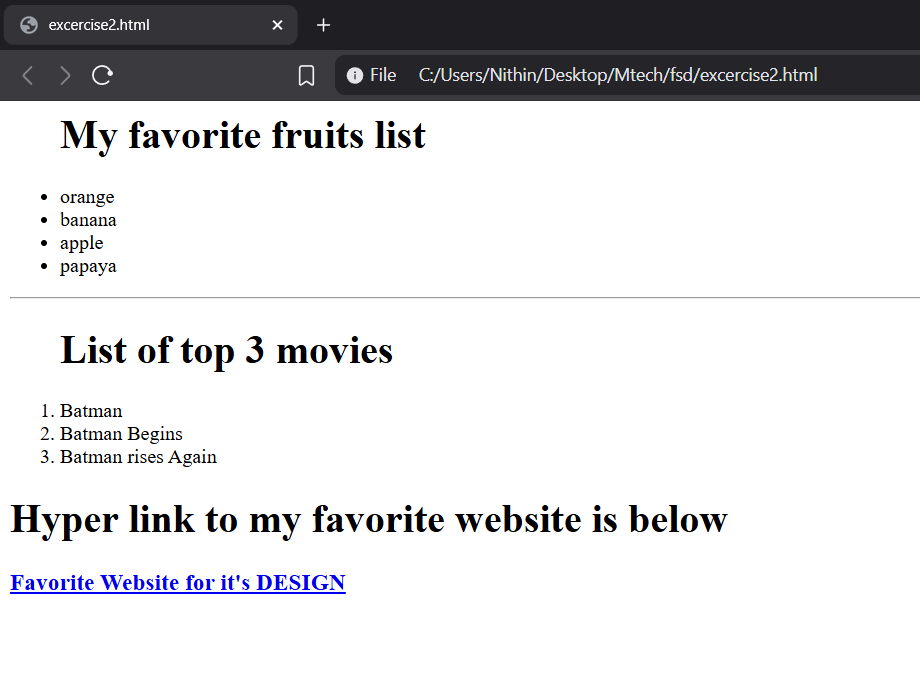 excercise2.html
File C:/Users/Nithin/Desktop/Mtech/fsd/excercise2.html
My favorite fruits list
orange
banana
apple
papaya
List of top 3 movies
1. Batman
2. Batman Begins
3. Batman rises Again
Hyper link to my favorite website is below
Favorite Website for it's DESIGN